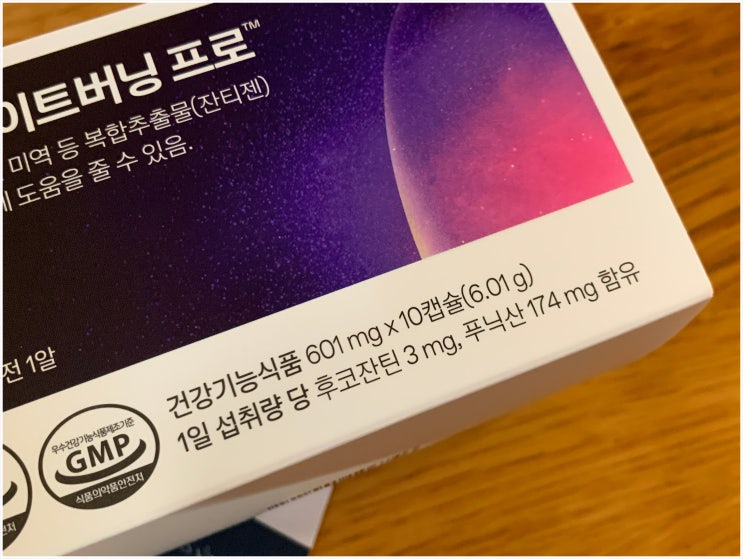 이트버닝 프로™
미역 등 복합추출물(잔티젠)
도움을 줄 수 있음.
전 1알
건강기능식품 601 mg x 10캡슐(6.01 g)
1일 섭취량 당 후코잔틴 3 mg, 푸닉산 174 mg 함유
우수건강기능식품제조기준
GMP
식품의약품안전처